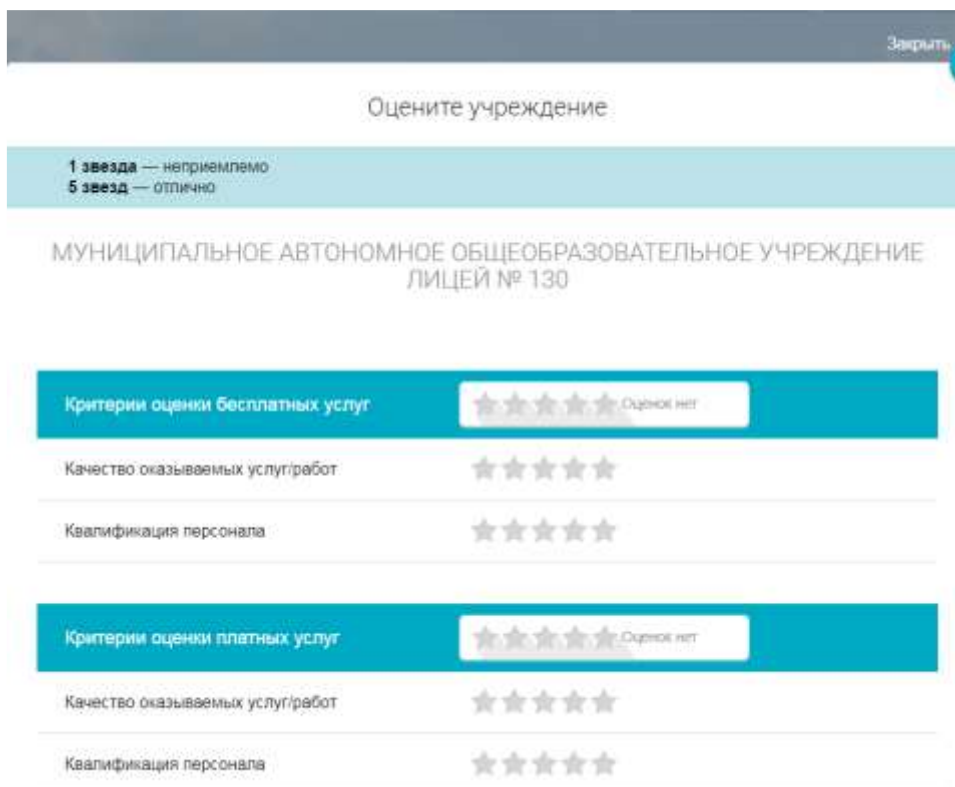 Закрыть
Оцените учреждение
1 звезда — неприемлемо
5 звезд — отлично
МУНИЦИПАЛЬНОЕ АВТОНОМНОЕ ОБЩЕОБРАЗОВАТЕЛЬНОЕ УЧРЕЖДЕНИЕ
ЛИЦЕЙ № 130
Критерии оценки бесплатных услуг Оценок нет
Качество оказываемых услуг/работ
Квалификация персонала
Критерии оценки платных услуг Оценок нет
Качество оказываемых услуг/работ
Квалификация персонала